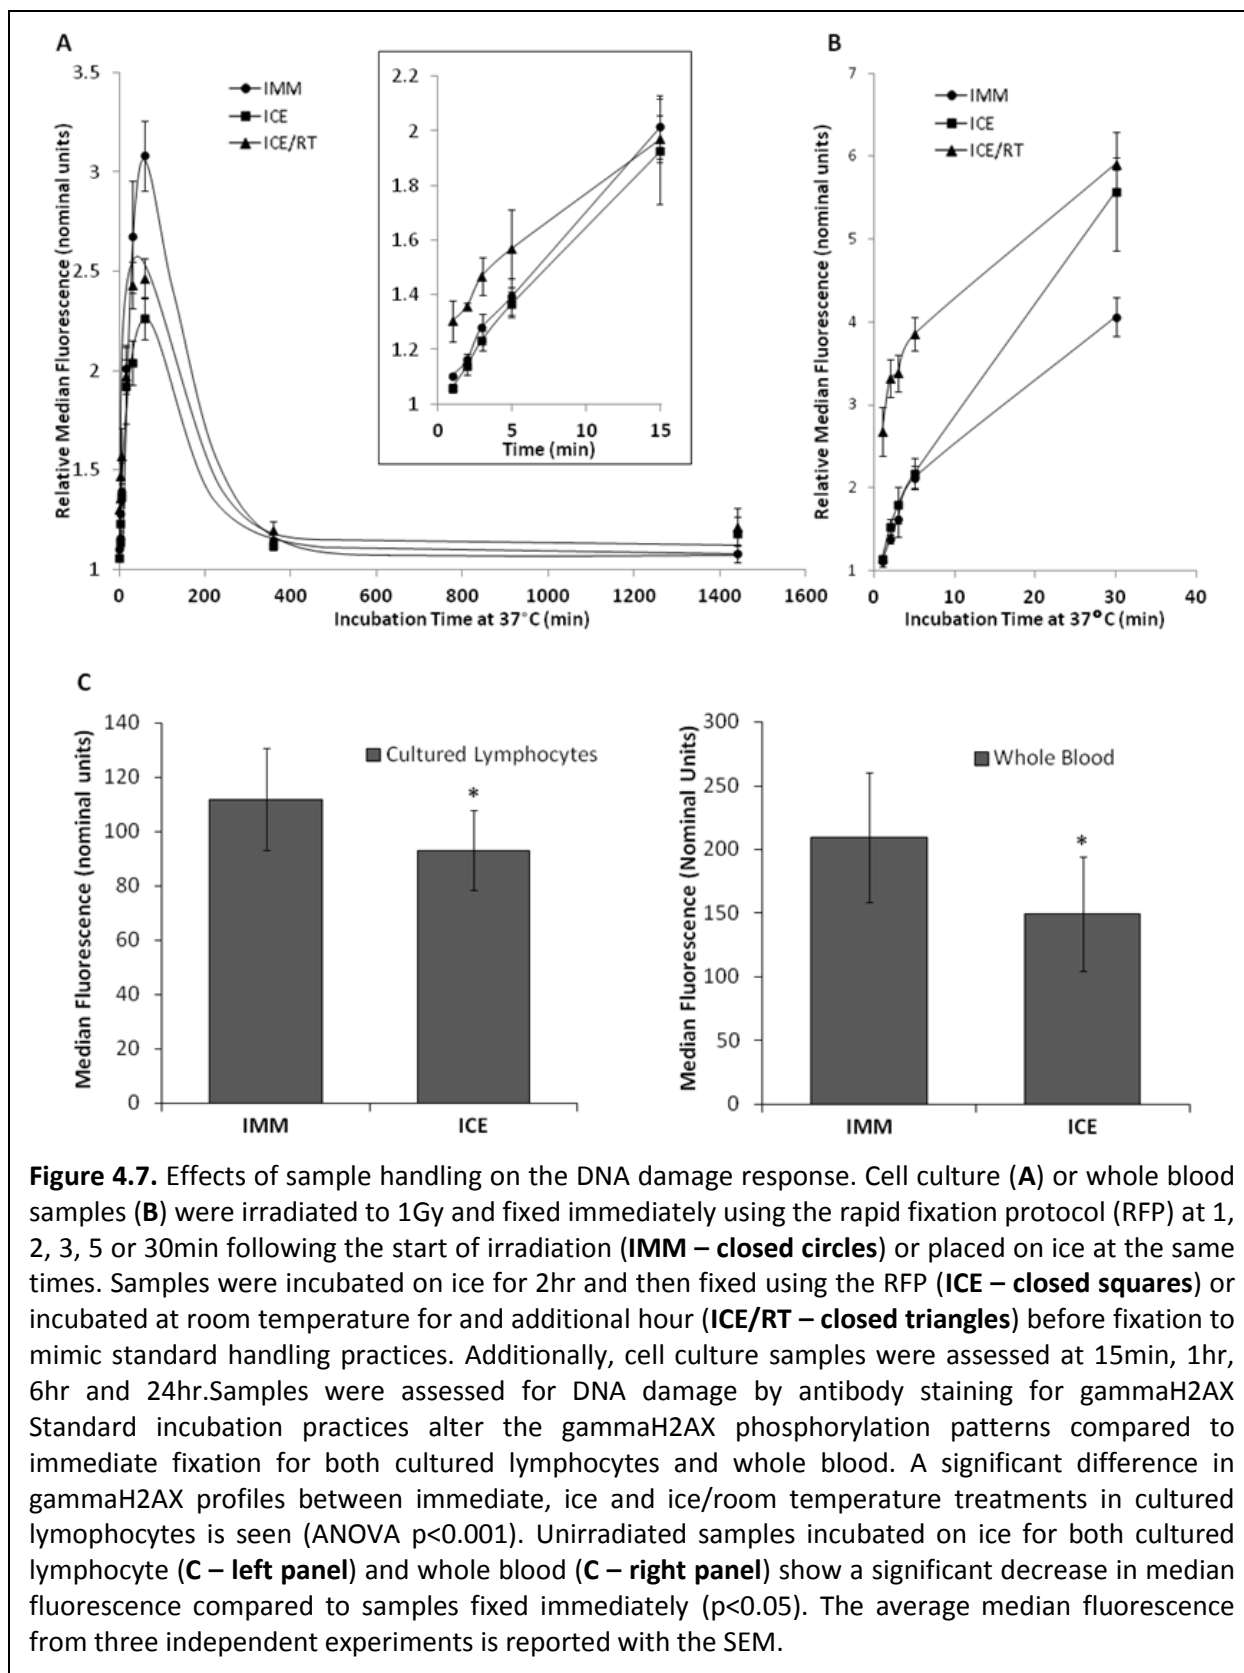 A
3.5
3
2.5
2
1.5
1
0
200
400
600
800
1000
1200
1400
1600
Relative Median Fluorescence (nominal units)
Incubation Time at 37°C (min)
IMM
ICE
ICE/RT
2.2
2
1.8
1.6
1.4
1.2
1
0
5
10
15
Time (min)
B
7
6
5
4
3
2
1
0
10
20
30
40
Relative Median Fluorescence (nominal units)
Incubation Time at 37°C (min)
IMM
ICE
ICE/RT
C
140
120
100
80
60
40
20
0
Median Fluorescence (nominal units)
Cultured Lymphocytes
*
IMM
ICE
300
250
200
150
100
50
0
Median Fluorescence (Nominal Units)
Whole Blood
*
IMM
ICE
Figure 4.7. Effects of sample handling on the DNA damage response. Cell culture (A) or whole blood
samples (B) were irradiated to 1Gy and fixed immediately using the rapid fixation protocol (RFP) at 1,
2, 3, 5 or 30min following the start of irradiation (IMM – closed circles) or placed on ice at the same
times. Samples were incubated on ice for 2hr and then fixed using the RFP (ICE – closed squares) or
incubated at room temperature for and additional hour (ICE/RT – closed triangles) before fixation to
mimic standard handling practices. Additionally, cell culture samples were assessed at 15min, 1hr,
6hr and 24hr.Samples were assessed for DNA damage by antibody staining for gammaH2AX
Standard incubation practices alter the gammaH2AX phosphorylation patterns compared to
immediate fixation for both cultured lymphocytes and whole blood. A significant difference in
gammaH2AX profiles between immediate, ice and ice/room temperature treatments in cultured
lymophocytes is seen (ANOVA p<0.001). Unirradiated samples incubated on ice for both cultured
lymphocyte (C – left panel) and whole blood (C – right panel) show a significant decrease in median
fluorescence compared to samples fixed immediately (p<0.05). The average median fluorescence
from three independent experiments is reported with the SEM.